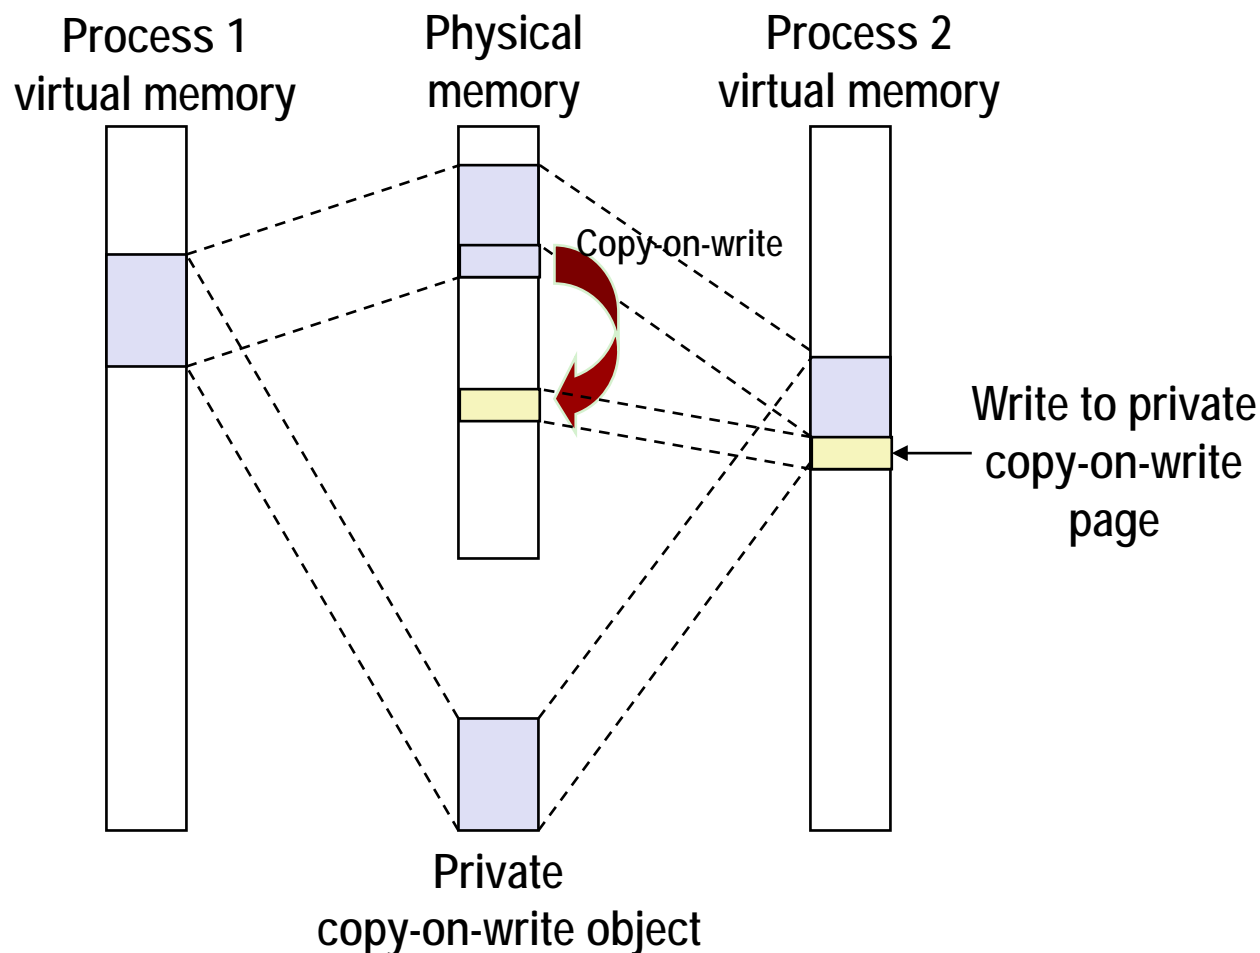 Process 1
virtual memory
Physical
memory
Process 2
virtual memory
Copy-on-write
Write to private
copy-on-write
page
Private
copy-on-write object